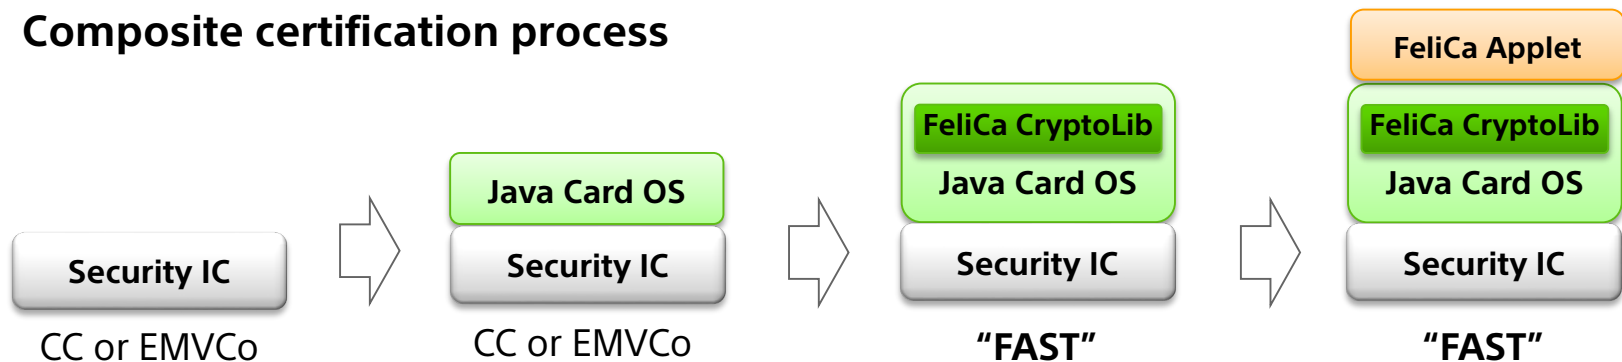 Composite certification process
Security IC
CC or EMVCo
Java Card OS
Security IC
CC or EMVCo
FeliCa CryptoLib
Java Card OS
Security IC
“FAST”
FeliCa Applet
FeliCa CryptoLib
Java Card OS
Security IC
“FAST”